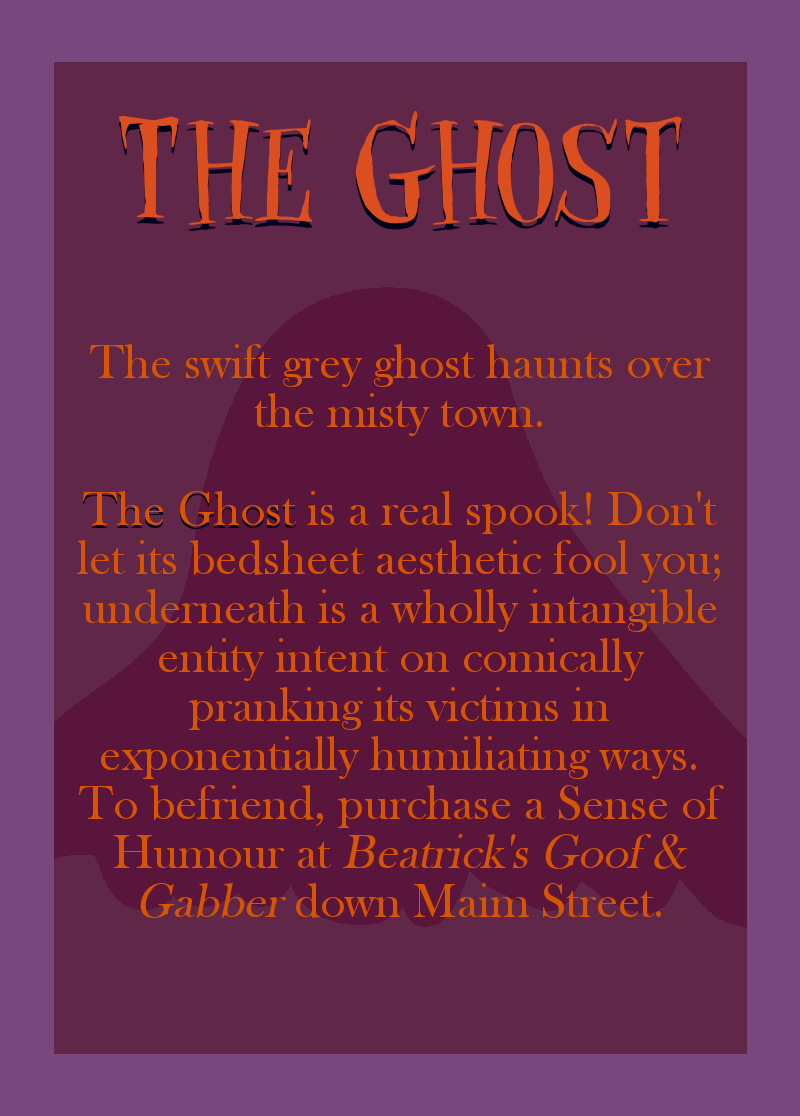 THE GHOST
The swift grey ghost haunts over
the misty town.
The Ghost is a real spook! Don't
let its bedsheet aesthetic fool you;
underneath is a wholly intangible
entity intent on comically
pranking its victims in
exponentially humiliating ways.
To befriend, purchase a Sense of
Humour at Beatrick's Goof &
Gabber down Maim Street.